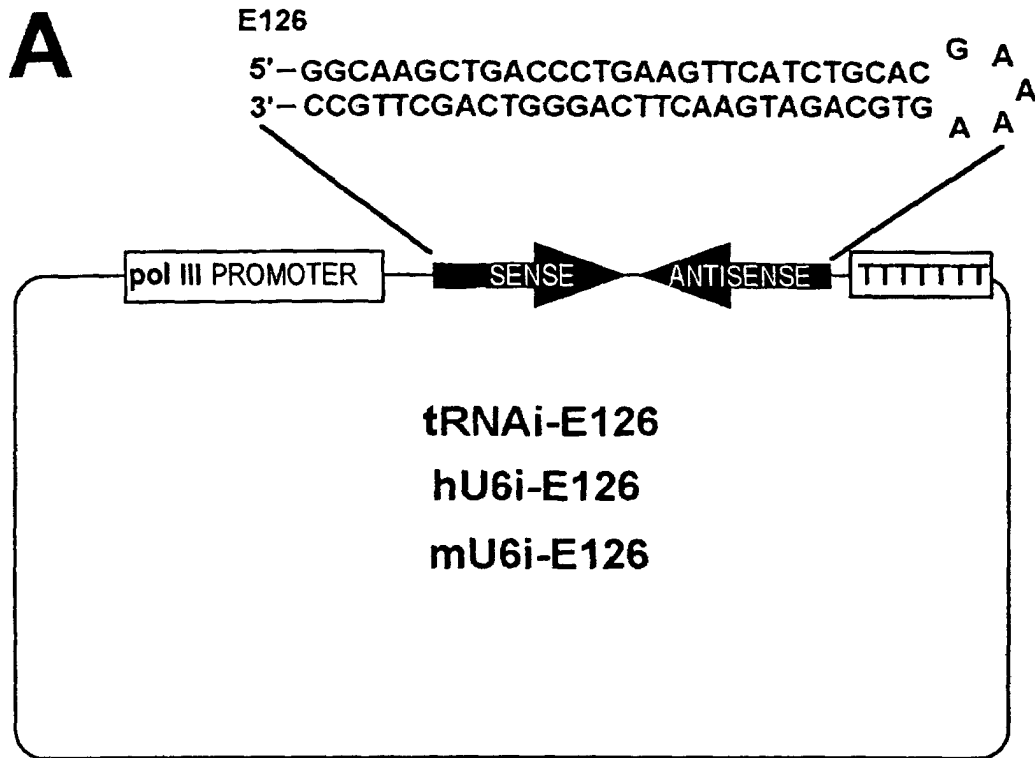 A
E126
5'–GGCAAGCTGACCCTGAAGTTCATCTGCAC
G A A A A
3'–CCGTTCGACTGGGACTTCAAGTAGACGTG
pol III PROMOTER
SENSE
ANTISENSE
TTTTTTT
tRNAi-E126
hU6i-E126
mU6i-E126